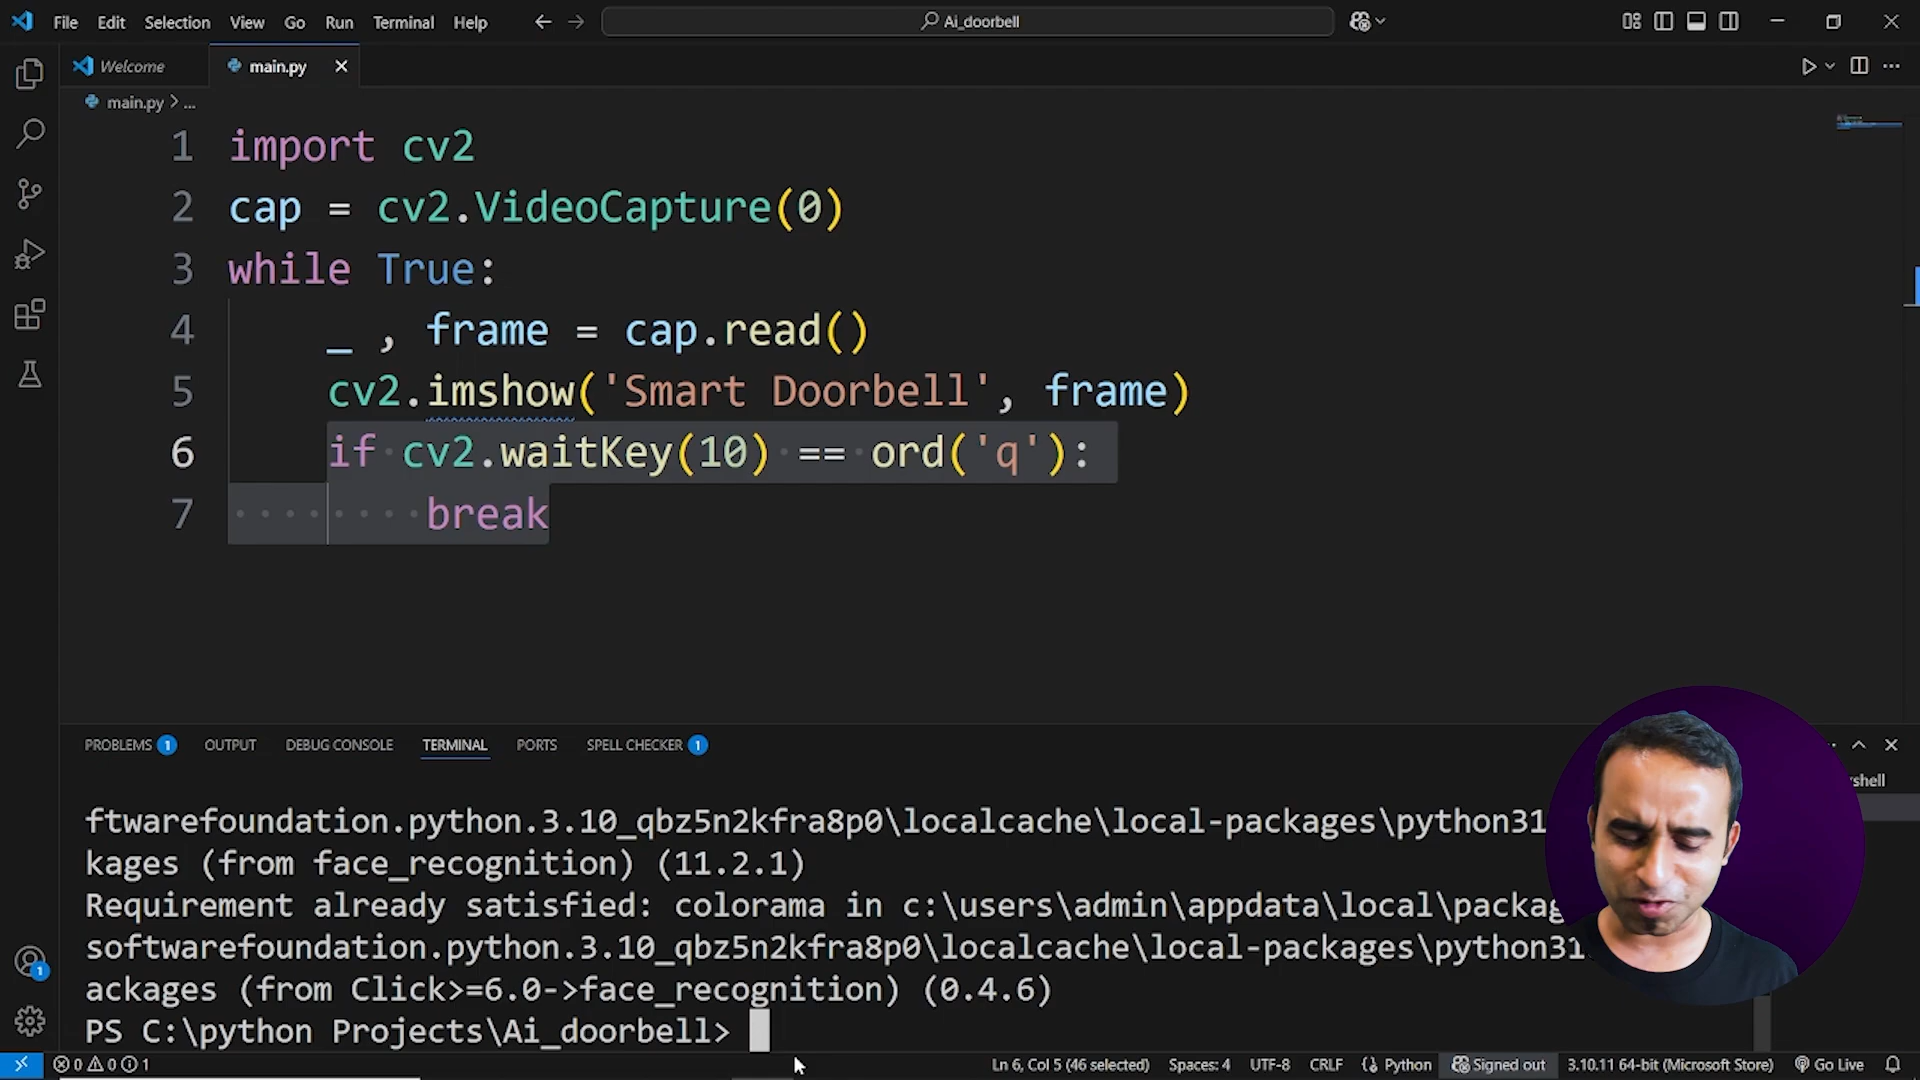 File Edit Selection View Go Run Terminal Help
Ai_doorbell
Welcome
main.py
main.py > ...
1 import cv2
2 cap = cv2.VideoCapture(0)
3 while True:
4 _ , frame = cap.read()
5 cv2.imshow('Smart Doorbell', frame)
6 if cv2.waitKey(10) == ord('q'):
7 break
PROBLEMS 1 OUTPUT DEBUG CONSOLE TERMINAL PORTS SPELL CHECKER 1
shell
ftwarefoundation.python.3.10_qbz5n2kfra8p0\localcache\local-packages\python31
kages (from face_recognition) (11.2.1)
Requirement already satisfied: colorama in c:\users\admin\appdata\local\packag
softwarefoundation.python.3.10_qbz5n2kfra8p0\localcache\local-packages\python31
ackages (from Click>=6.0->face_recognition) (0.4.6)
PS C:\python Projects\Ai_doorbell>
1
0 0 1 Ln 6, Col 5 (46 selected) Spaces: 4 UTF-8 CRLF Python Signed out 3.10.11 64-bit (Microsoft Store) Go Live